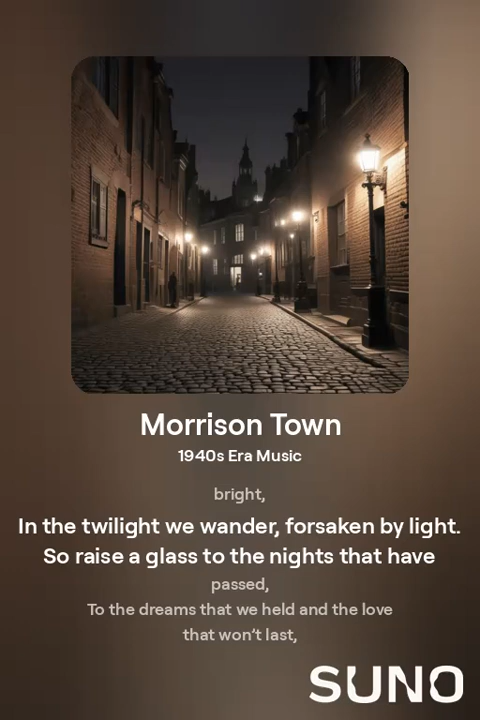 Morrison Town
1940s Era Music
bright,
In the twilight we wander, forsaken by light.
So raise a glass to the nights that have
passed,
To the dreams that we held and the love
that won't last,
SUNO